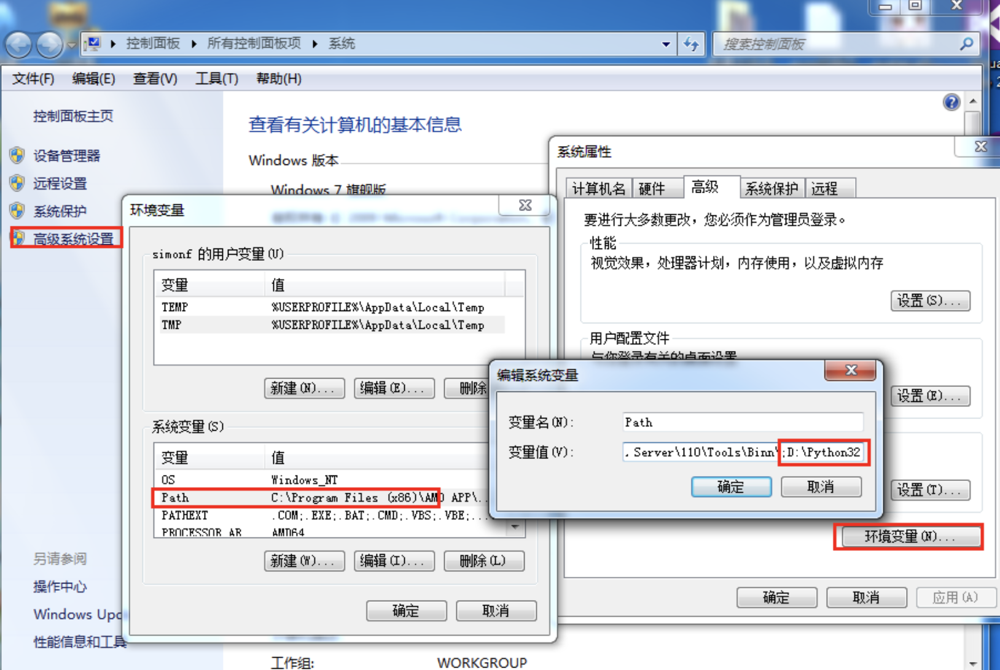 控制面板 ▸ 所有控制面板项 ▸ 系统
搜索控制面板
文件(F) 编辑(E) 查看(V) 工具(T) 帮助(H)
控制面板主页
设备管理器
远程设置
系统保护
高级系统设置
另请参阅
操作中心
Windows Upd
性能信息和工具
查看有关计算机的基本信息
Windows 版本
Windows 7 旗舰版
工作组:
WORKGROUP
环境变量
simonf 的用户变量(U)
变量 值
TEMP %USERPROFILE%\AppData\Local\Temp
TMP %USERPROFILE%\AppData\Local\Temp
新建(N)... 编辑(E)... 删除
系统变量(S)
变量 值
OS Windows_NT
Path C:\Program Files (x86)\AMD APP\..
PATHEXT .COM;.EXE;.BAT;.CMD;.VBS;.VBE;...
PROCESSOR_AR AMD64
新建(W)... 编辑(I)... 删除(L)
确定 取消
系统属性
计算机名 硬件 高级 系统保护 远程
要进行大多数更改，您必须作为管理员登录。
性能
视觉效果，处理器计划，内存使用，以及虚拟内存
设置(S)...
用户配置文件
与您登录有关的桌面设置
设置(E)...
设置(T)...
环境变量(N)...
确定 取消 应用(A)
编辑系统变量
变量名(N): Path
变量值(V): . Server\110\Tools\Binn\;D:\Python32
确定 取消